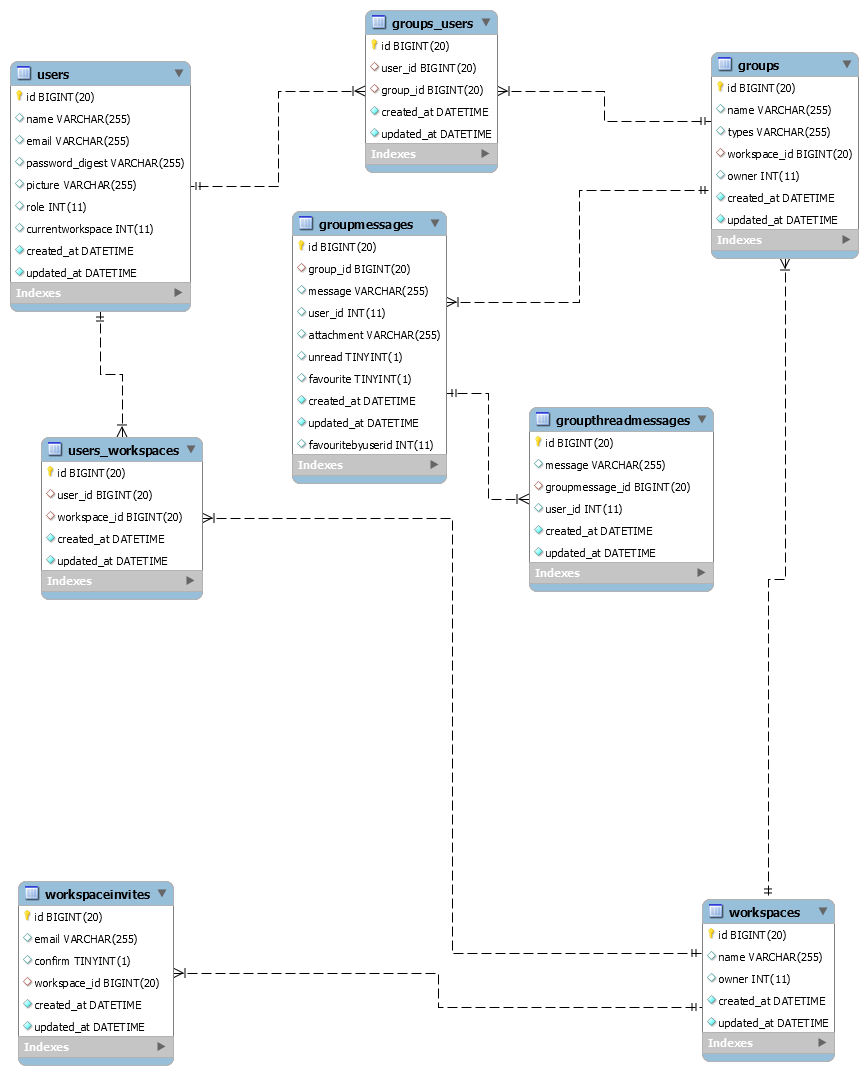 groups_users
id BIGINT(20)
user_id BIGINT(20)
group_id BIGINT(20)
created_at DATETIME
updated_at DATETIME
Indexes
users
id BIGINT(20)
name VARCHAR(255)
email VARCHAR(255)
password_digest VARCHAR(255)
picture VARCHAR(255)
role INT(11)
currentworkspace INT(11)
created_at DATETIME
updated_at DATETIME
Indexes
groups
id BIGINT(20)
name VARCHAR(255)
types VARCHAR(255)
workspace_id BIGINT(20)
owner INT(11)
created_at DATETIME
updated_at DATETIME
Indexes
groupmessages
id BIGINT(20)
group_id BIGINT(20)
message VARCHAR(255)
user_id INT(11)
attachment VARCHAR(255)
unread TINYINT(1)
favourite TINYINT(1)
created_at DATETIME
updated_at DATETIME
favouritebyuserid INT(11)
Indexes
groupthreadmessages
id BIGINT(20)
message VARCHAR(255)
groupmessage_id BIGINT(20)
user_id INT(11)
created_at DATETIME
updated_at DATETIME
Indexes
users_workspaces
id BIGINT(20)
user_id BIGINT(20)
workspace_id BIGINT(20)
created_at DATETIME
updated_at DATETIME
Indexes
workspaceinvites
id BIGINT(20)
email VARCHAR(255)
confirm TINYINT(1)
workspace_id BIGINT(20)
created_at DATETIME
updated_at DATETIME
Indexes
workspaces
id BIGINT(20)
name VARCHAR(255)
owner INT(11)
created_at DATETIME
updated_at DATETIME
Indexes